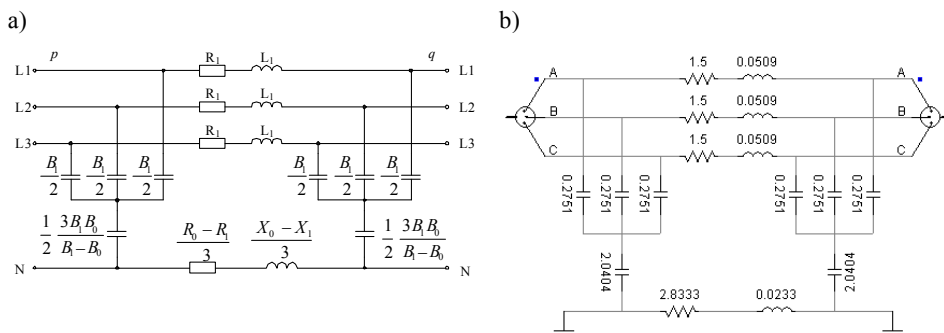 a)
p
q
L1
R₁
L₁
L1
L2
R₁
L₁
L2
L3
R₁
L₁
L3
B₁/2
B₁/2
B₁/2
B₁/2
B₁/2
B₁/2
1/2 3B₁B₀/B₁−B₀
R₀−R₁/3
X₀−X₁/3
1/2 3B₁B₀/B₁−B₀
N
N
b)
A
1.5
0.0509
A
B
1.5
0.0509
B
C
1.5
0.0509
C
0.2751
0.2751
0.2751
0.2751
0.2751
0.2751
2.0404
2.0404
2.8333
0.0233